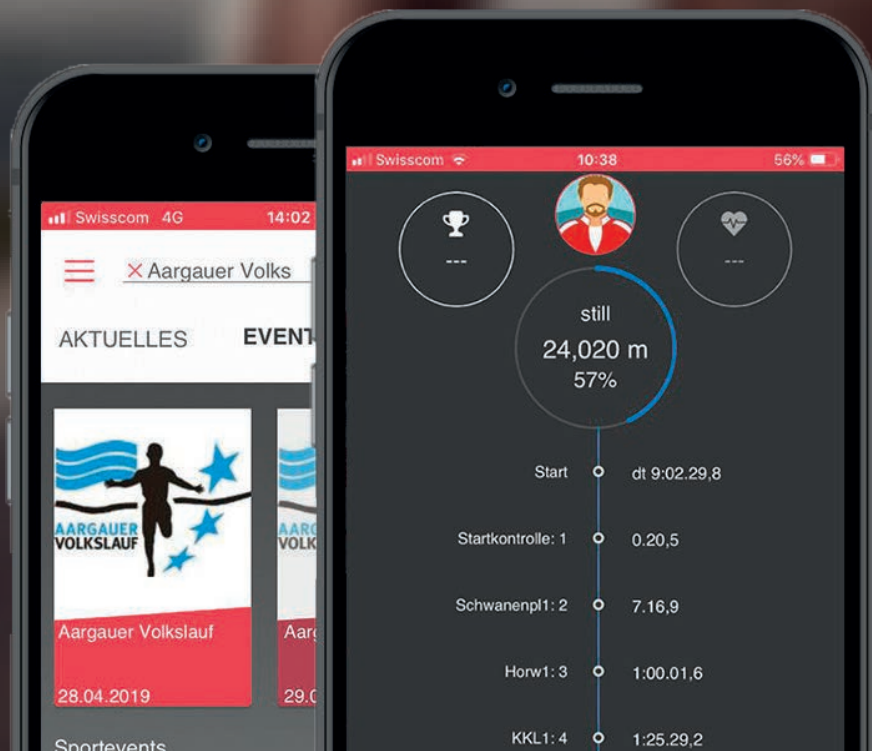 Swisscom 4G 14:02
× Aargauer Volks
AKTUELLES EVENT
AARGAUER
VOLKSLAUF
Aargauer Volkslauf
28.04.2019
Sportevents
Swisscom 10:38 56%
---
---
still
24,020 m
57%
Start dt 9:02.29,8
Startkontrolle: 1 0.20,5
Schwanenpl1: 2 7.16,9
Horw1: 3 1:00.01,6
KKL1: 4 1:25.29,2